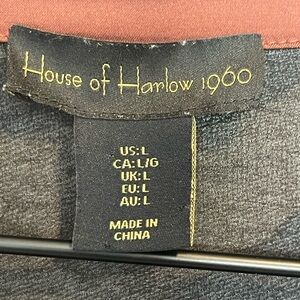 House of Harlow 1960
US: L
CA: L/G
UK: L
EU: L
AU: L
MADE IN
CHINA